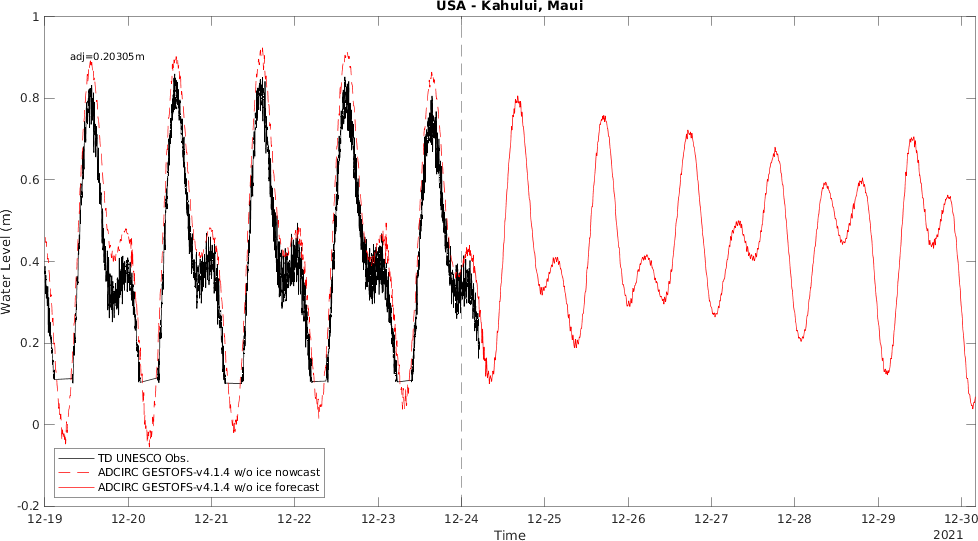 USA - Kahului, Maui
1
adj=0.20305m
0.8
0.6
0.4
0.2
0
-0.2
Water Level (m)
TD UNESCO Obs.
ADCIRC GESTOFS-v4.1.4 w/o ice nowcast
ADCIRC GESTOFS-v4.1.4 w/o ice forecast
12-19 12-20 12-21 12-22 12-23 12-24 12-25 12-26 12-27 12-28 12-29 12-30
Time
2021